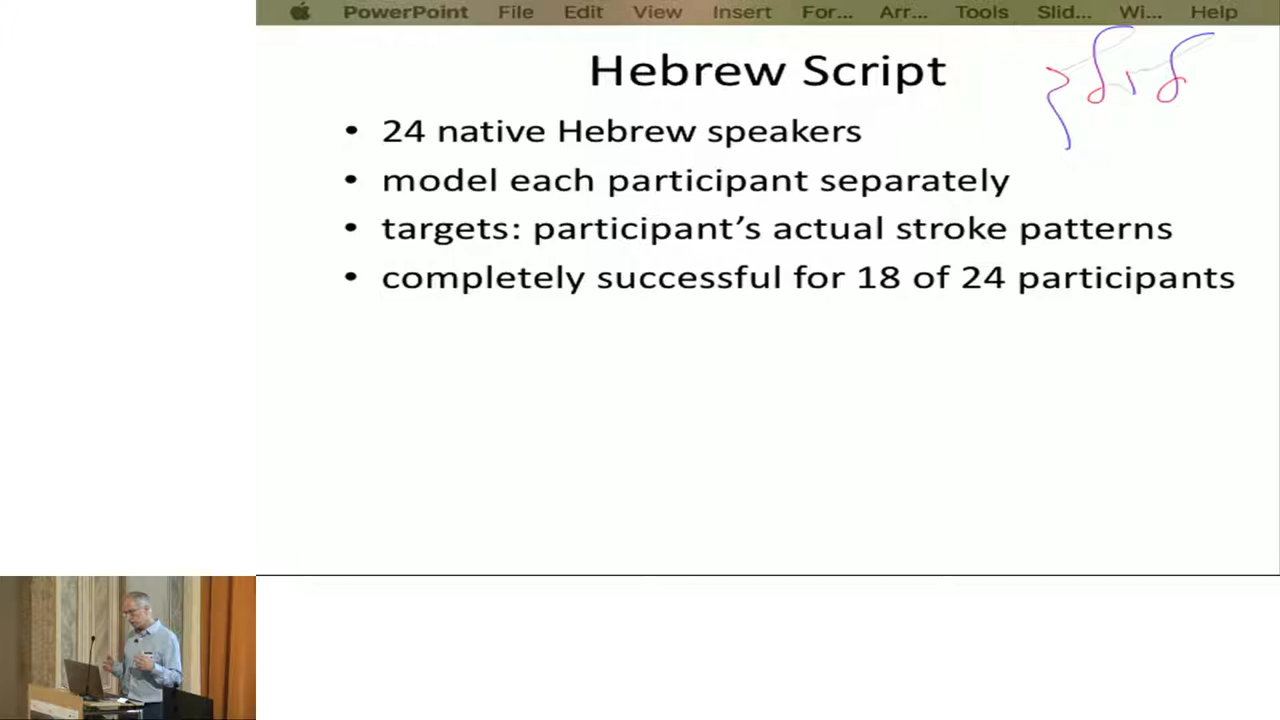 PowerPoint File Edit View Insert For... Arr... Tools Slid... Wi... Help
Hebrew Script
• 24 native Hebrew speakers
• model each participant separately
• targets: participant's actual stroke patterns
• completely successful for 18 of 24 participants